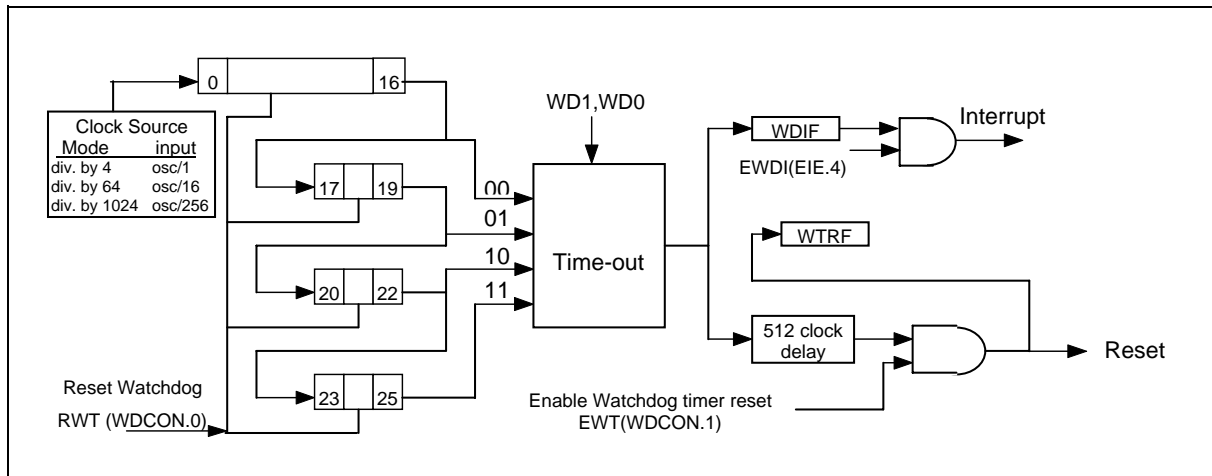 0 16
Clock Source
Mode input
div. by 4 osc/1
div. by 64 osc/16
div. by 1024 osc/256
17 19
20 22
23 25
Reset Watchdog
RWT (WDCON.0)
WD1,WD0
00
01
10
11
Time-out
WDIF
EWDI(EIE.4)
Interrupt
WTRF
512 clock
delay
Enable Watchdog timer reset
EWT(WDCON.1)
Reset